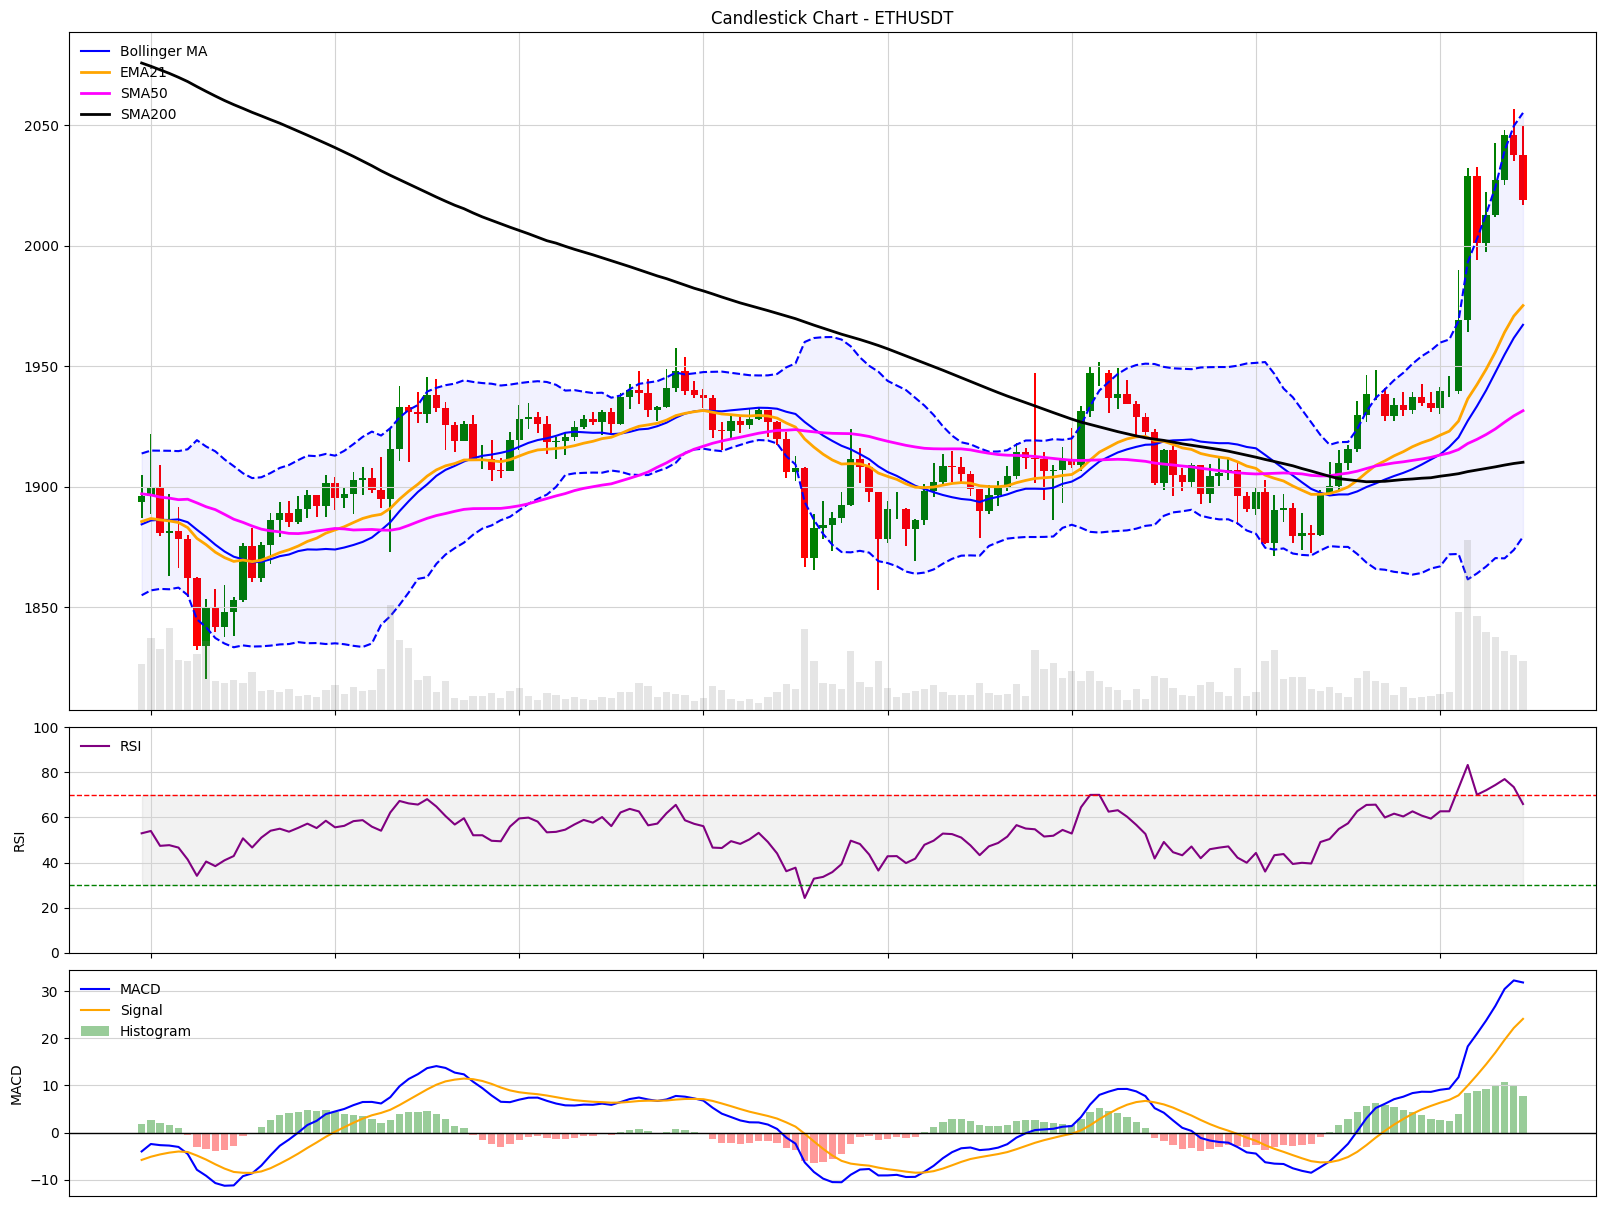 Candlestick Chart - ETHUSDT
Bollinger MA
EMA21
SMA50
SMA200
2050
2000
1950
1900
1850
RSI
100
80
60
40
20
0
RSI
MACD
Signal
Histogram
30
20
10
0
−10
MACD